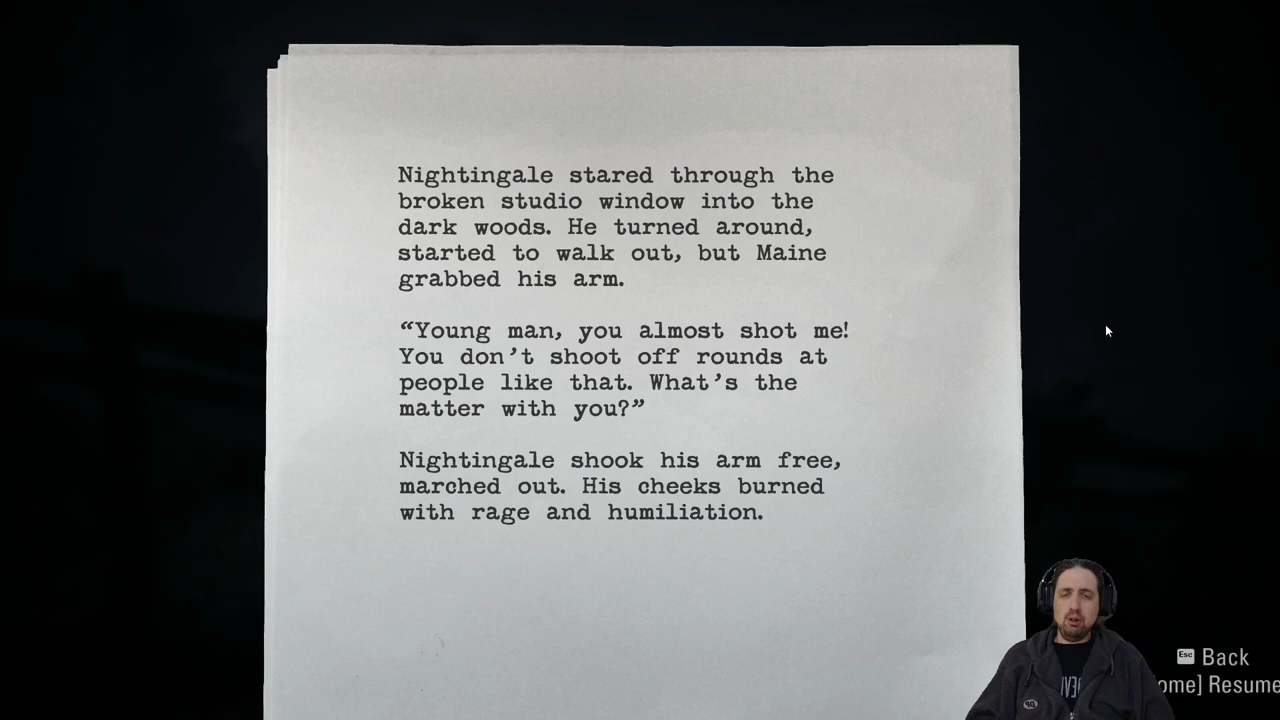 Nightingale stared through the
broken studio window into the
dark woods. He turned around,
started to walk out, but Maine
grabbed his arm.
“Young man, you almost shot me!
You don’t shoot off rounds at
people like that. What’s the
matter with you?”
Nightingale shook his arm free,
marched out. His cheeks burned
with rage and humiliation.
Esc Back
ome] Resume